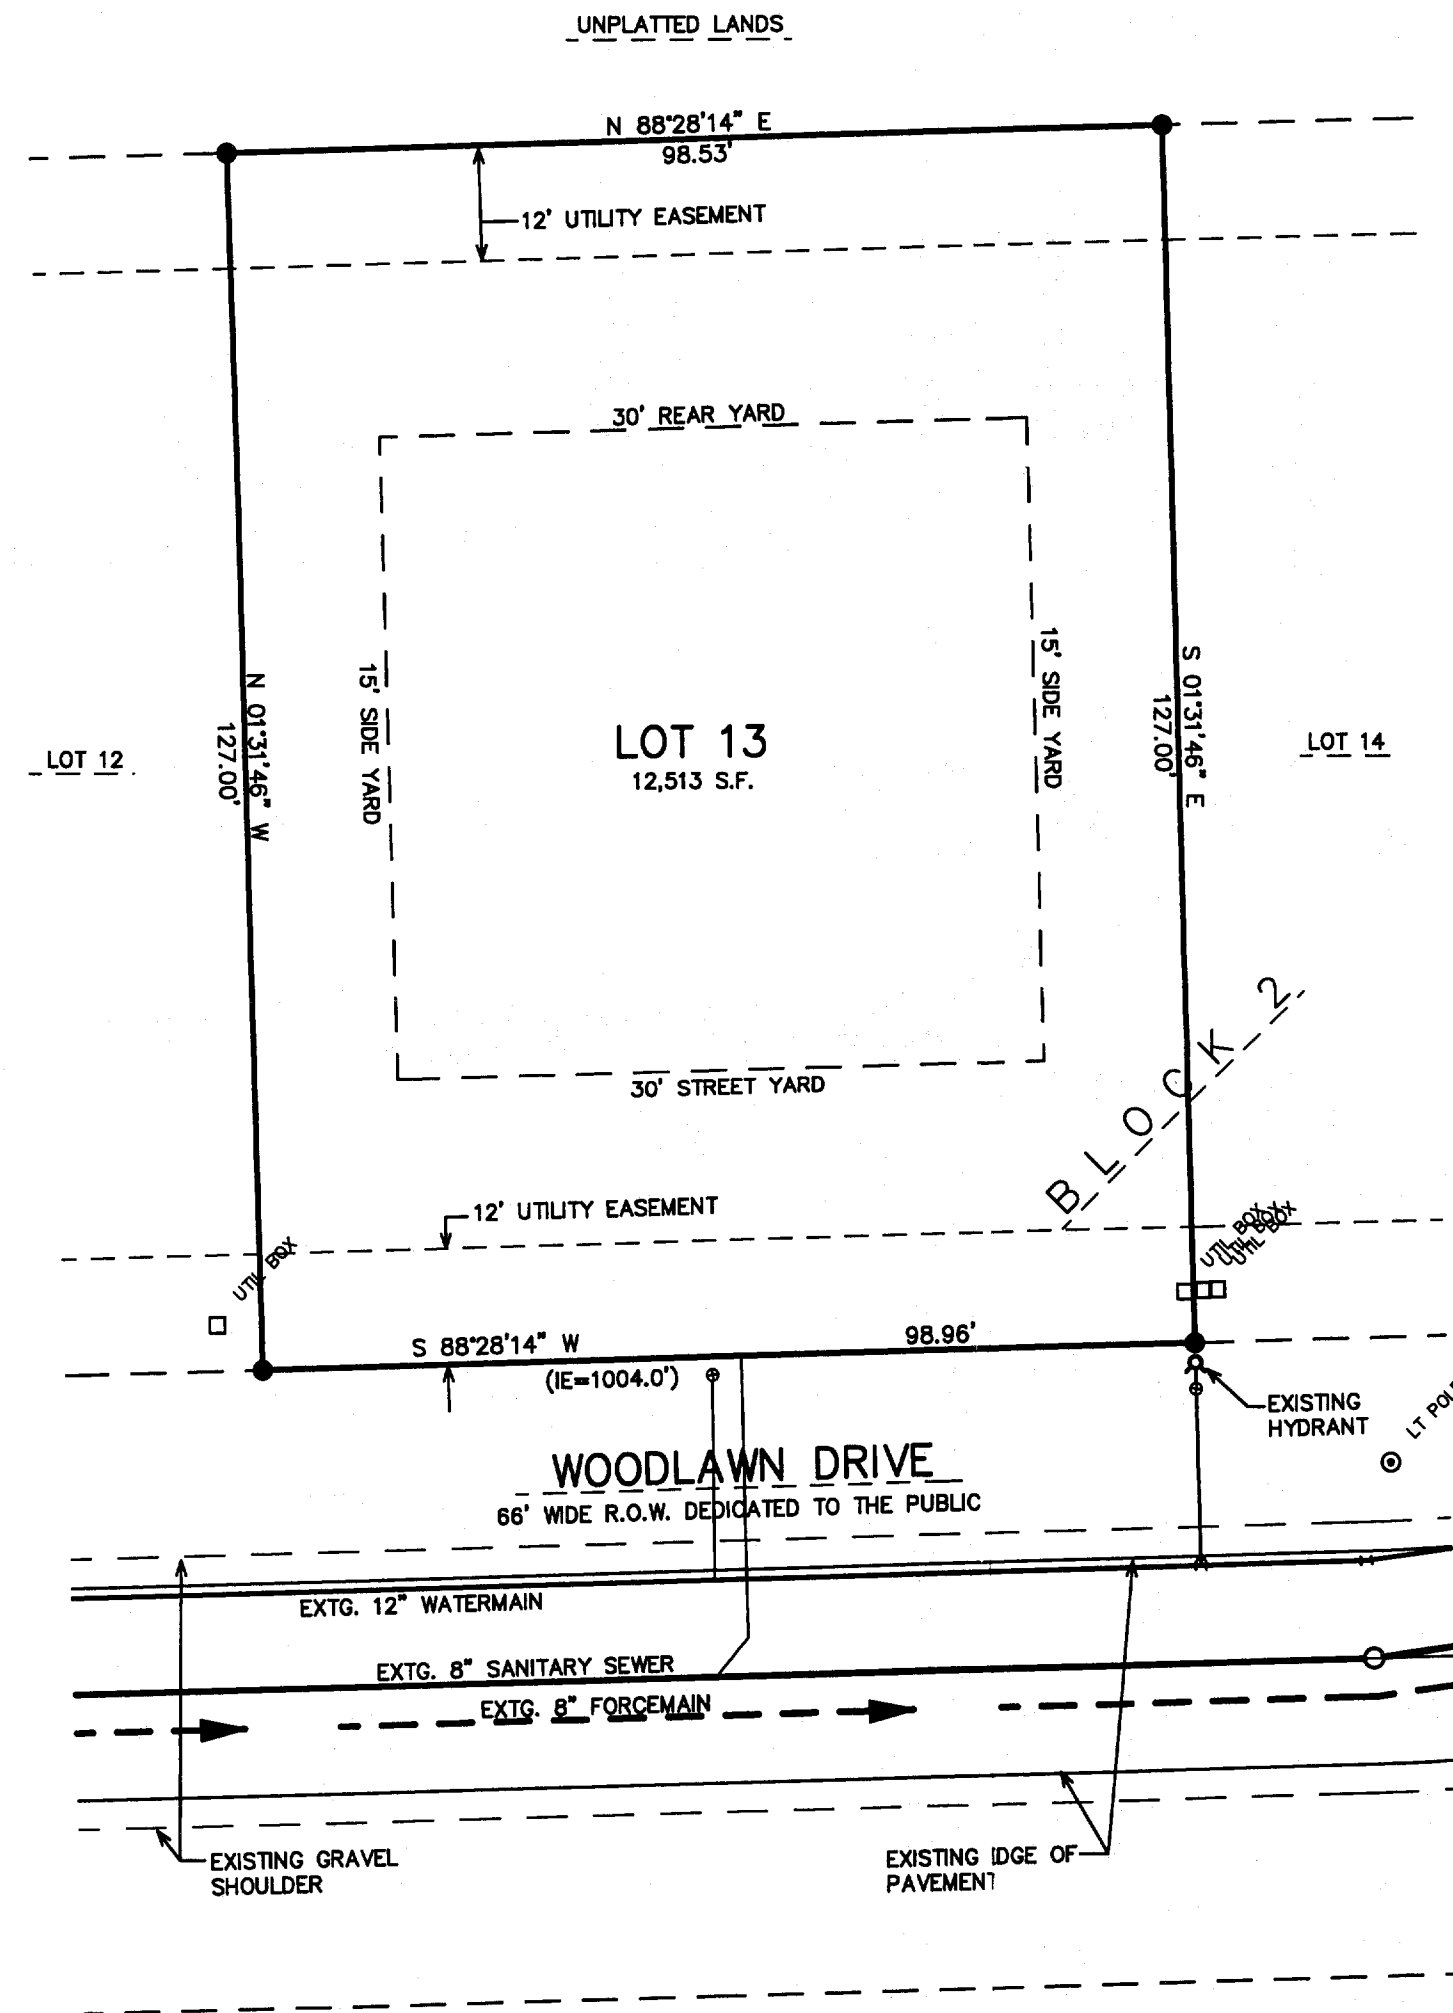 UNPLATTED LANDS
N 88°28'14" E
98.53'
12' UTILITY EASEMENT
30' REAR YARD
15' SIDE YARD
15' SIDE YARD
N 01°31'46" W
127.00'
S 01°31'46" E
127.00'
LOT 12
LOT 13
12,513 S.F.
LOT 14
BLOCK 2
30' STREET YARD
12' UTILITY EASEMENT
UTIL BOX
UTIL BOX
UTIL BOX
UTIL BOX
S 88°28'14" W
98.96'
(IE=1004.0')
EXISTING
HYDRANT
LT
WOODLAWN DRIVE
66' WIDE R.O.W. DEDICATED TO THE PUBLIC
EXTG. 12" WATERMAIN
EXTG. 8" SANITARY SEWER
EXTG. 8" FORCEMAIN
EXISTING GRAVEL
SHOULDER
EXISTING EDGE OF
PAVEMENT